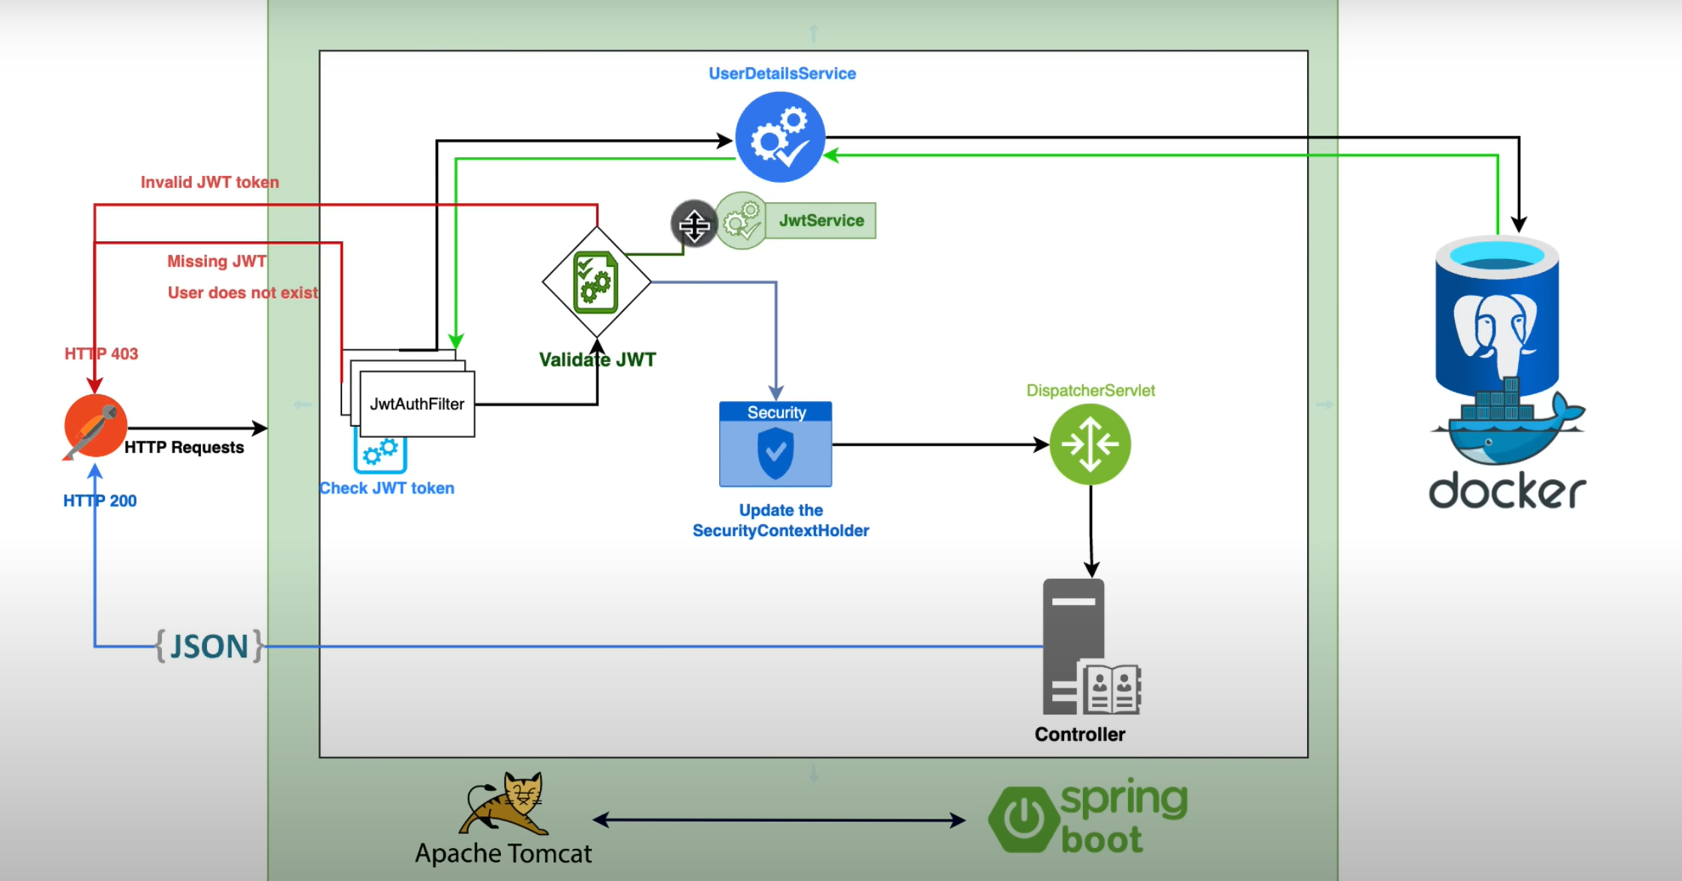 UserDetailsService
Invalid JWT token
JwtService
Missing JWT
User does not exist
HTTP 403
Validate JWT
JwtAuthFilter
DispatcherServlet
Security
HTTP Requests
Check JWT token
HTTP 200
Update the
SecurityContextHolder
docker
{JSON}
Controller
Apache Tomcat
spring
boot